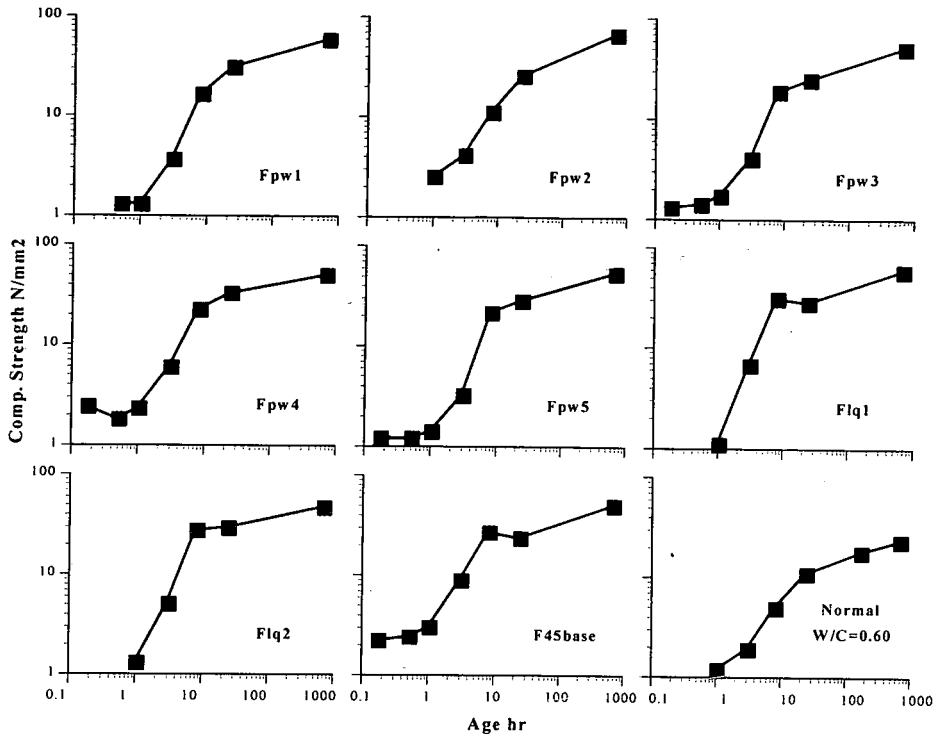 100
10
1
Fpw1
Fpw2
Fpw3
Comp. Strength N/mm2
100
10
1
Fpw4
Fpw5
Flq1
100
10
1
Flq2
F45base
Normal
W/C=0.60
0.1 1 10 100 1000
0.1 1 10 100 1000
0.1 1 10 100 1000
Age hr